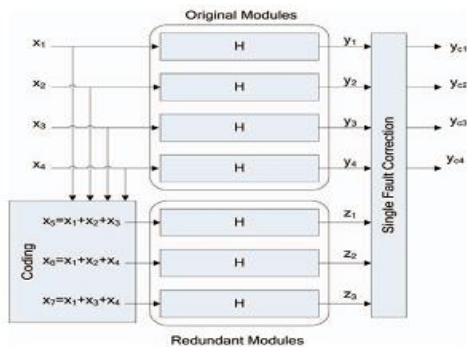 Original Modules
x1 H y1 yc1
x2 H y2 yc2
x3 H y3 yc3
x4 H y4 yc4
Single Fault Correction
Coding
x5=x1+x2+x3 H z1
x6=x1+x2+x4 H z2
x7=x1+x3+x4 H z3
Redundant Modules